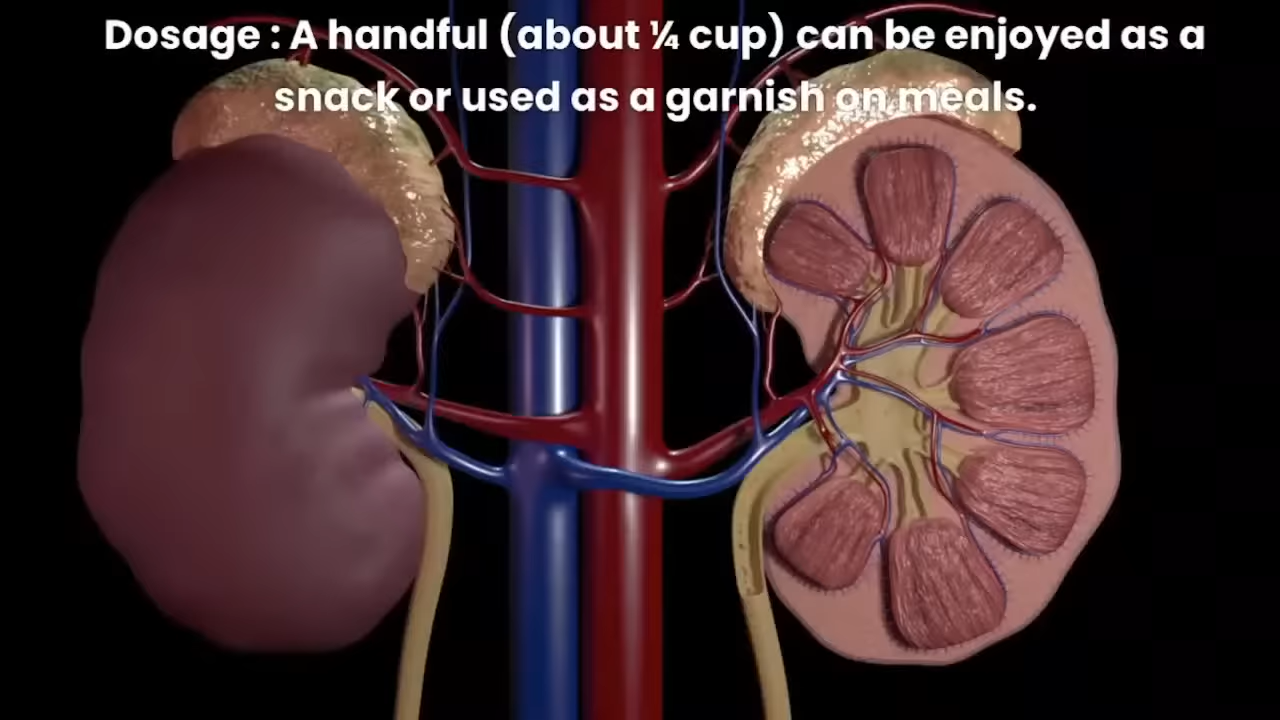 Dosage : A handful (about ¼ cup) can be enjoyed as a
snack or used as a garnish on meals.